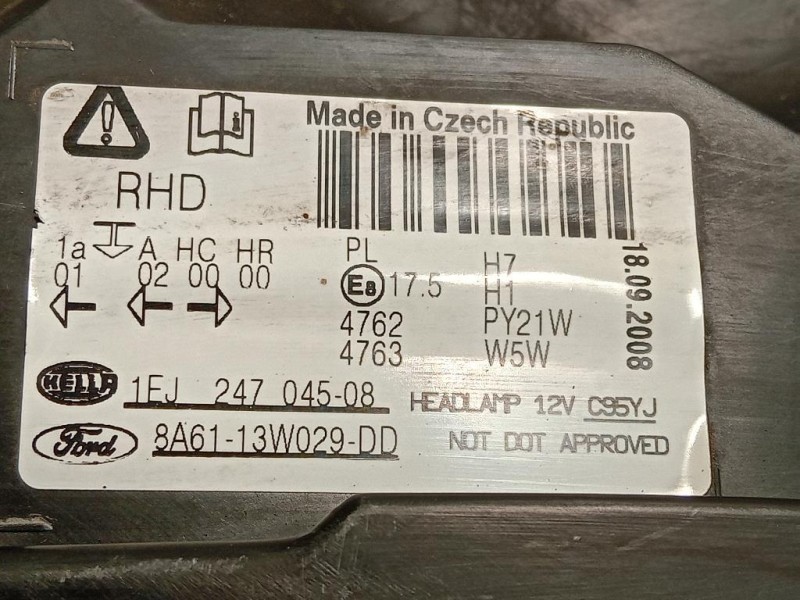 Made in Czech Republic
RHD
1a A HC HR PL H7
01 02 00 00 E8 17.5 H1
4762 PY21W
4763 W5W
18.09.2008
HELLA 1EJ 247 045-08 HEADLAMP 12V C95YJ
Ford 8A61-13W029-DD NOT DOT APPROVED